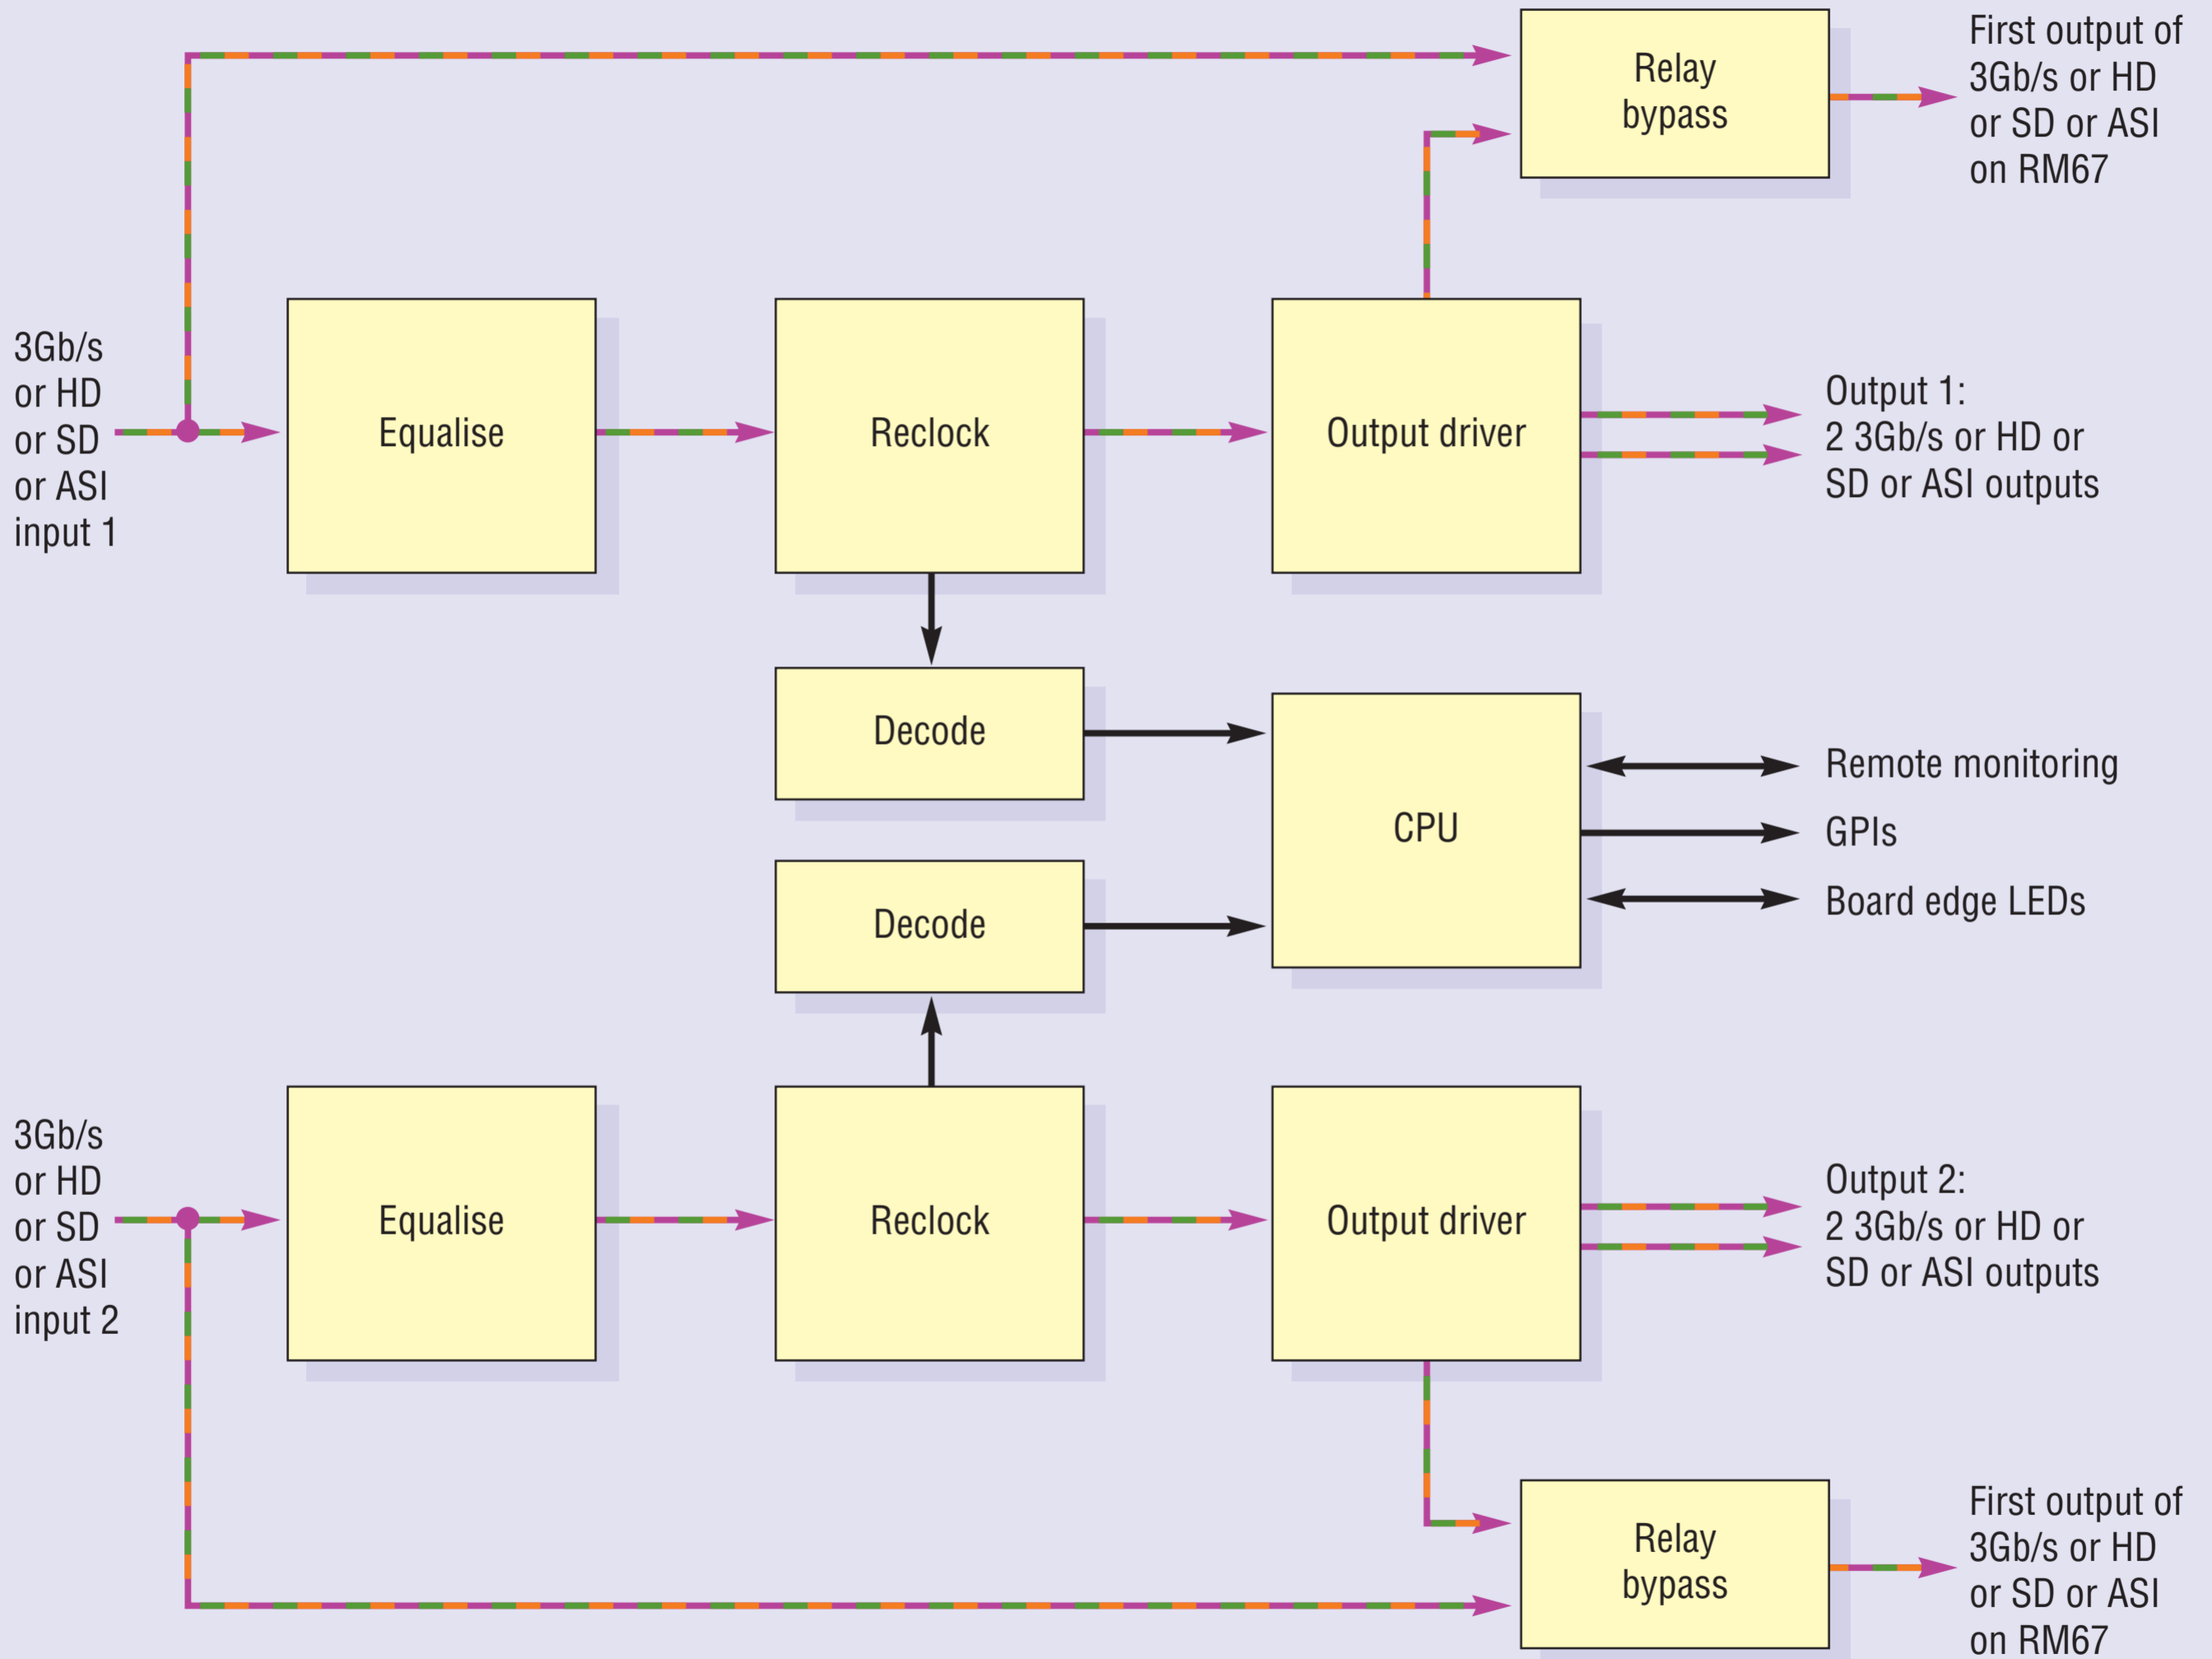 First output of
3Gb/s or HD
or SD or ASI
on RM67
Relay
bypass
3Gb/s
or HD
or SD
or ASI
input 1
Equalise
Reclock
Output driver
Output 1:
2 3Gb/s or HD or
SD or ASI outputs
Decode
CPU
Remote monitoring
GPIs
Board edge LEDs
Decode
3Gb/s
or HD
or SD
or ASI
input 2
Equalise
Reclock
Output driver
Output 2:
2 3Gb/s or HD or
SD or ASI outputs
Relay
bypass
First output of
3Gb/s or HD
or SD or ASI
on RM67